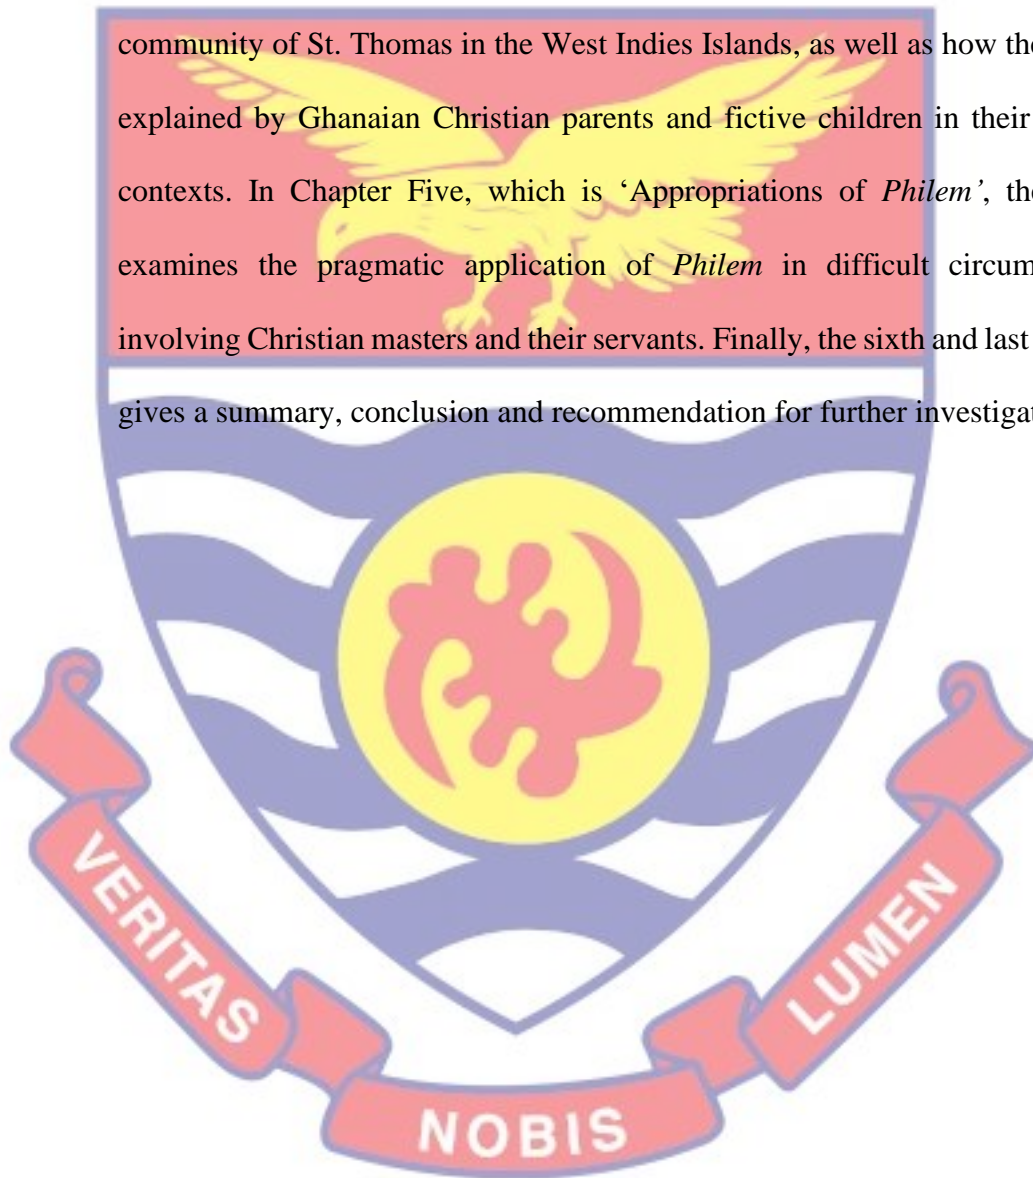 community of St. Thomas in the West Indies Islands, as well as how the
explained by Ghanaian Christian parents and fictive children in their
contexts. In Chapter Five, which is ‘Appropriations of Philem’, the
examines the pragmatic application of Philem in difficult circum
involving Christian masters and their servants. Finally, the sixth and last
gives a summary, conclusion and recommendation for further investigat
VERITAS
NOBIS
LUMEN